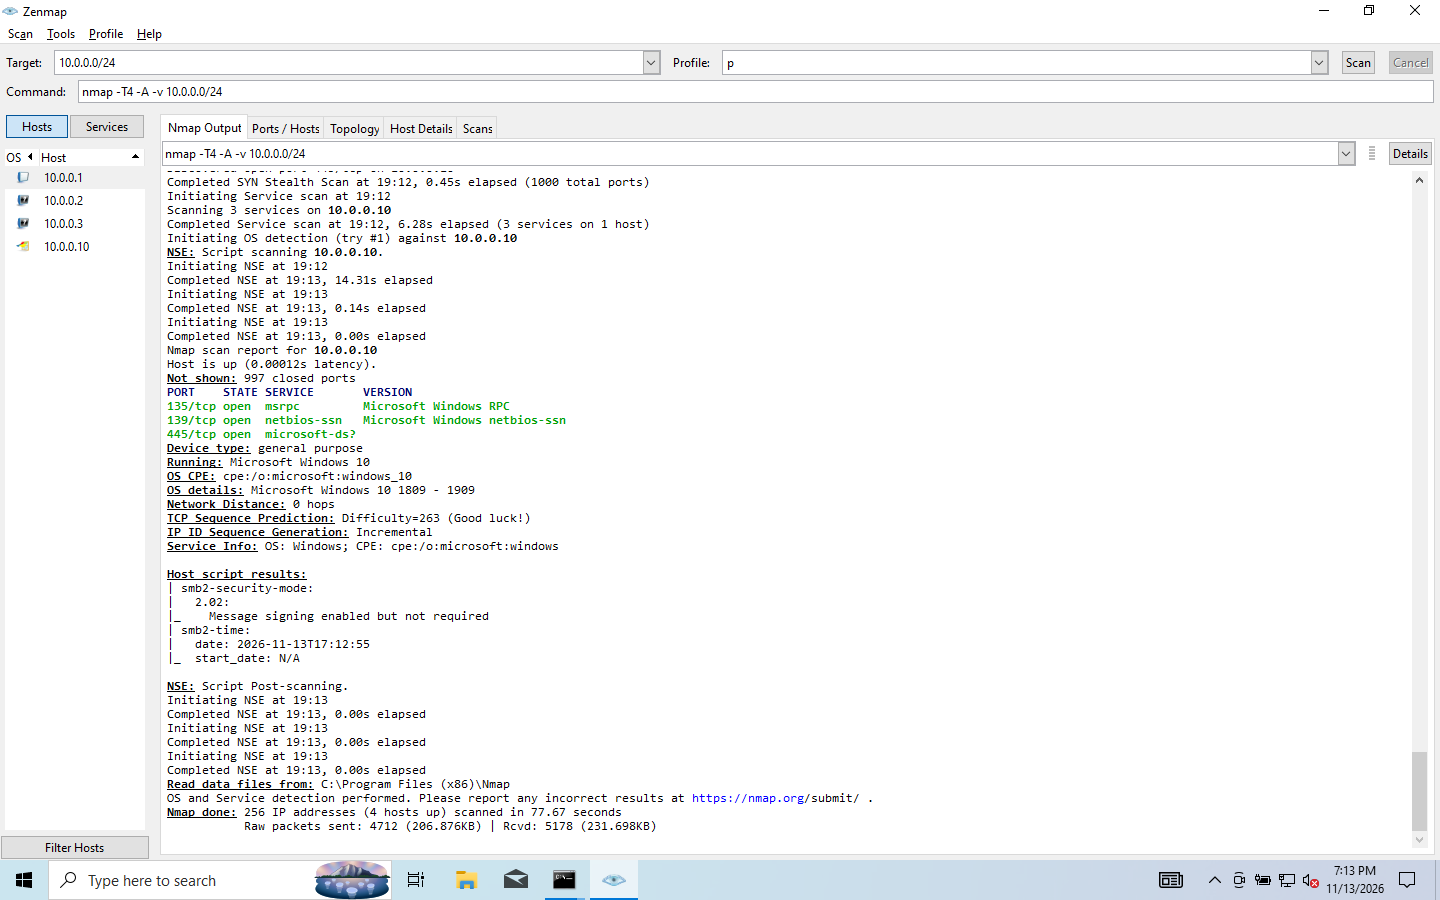 Zenmap
Scan Tools Profile Help
Target: 10.0.0.0/24 Profile: p Scan Cancel
Command: nmap -T4 -A -v 10.0.0.0/24
Hosts Services
OS Host
10.0.0.1
10.0.0.2
10.0.0.3
10.0.0.10
Filter Hosts
Nmap Output Ports / Hosts Topology Host Details Scans
nmap -T4 -A -v 10.0.0.0/24 Details
Completed SYN Stealth Scan at 19:12, 0.45s elapsed (1000 total ports)
Initiating Service scan at 19:12
Scanning 3 services on 10.0.0.10
Completed Service scan at 19:12, 6.28s elapsed (3 services on 1 host)
Initiating OS detection (try #1) against 10.0.0.10
NSE: Script scanning 10.0.0.10.
Initiating NSE at 19:12
Completed NSE at 19:13, 14.31s elapsed
Initiating NSE at 19:13
Completed NSE at 19:13, 0.14s elapsed
Initiating NSE at 19:13
Completed NSE at 19:13, 0.00s elapsed
Nmap scan report for 10.0.0.10
Host is up (0.00012s latency).
Not shown: 997 closed ports
PORT    STATE SERVICE       VERSION
135/tcp open  msrpc         Microsoft Windows RPC
139/tcp open  netbios-ssn   Microsoft Windows netbios-ssn
445/tcp open  microsoft-ds?
Device type: general purpose
Running: Microsoft Windows 10
OS CPE: cpe:/o:microsoft:windows_10
OS details: Microsoft Windows 10 1809 - 1909
Network Distance: 0 hops
TCP Sequence Prediction: Difficulty=263 (Good luck!)
IP ID Sequence Generation: Incremental
Service Info: OS: Windows; CPE: cpe:/o:microsoft:windows
Host script results:
| smb2-security-mode:
|   2.02:
|_    Message signing enabled but not required
| smb2-time:
|   date: 2026-11-13T17:12:55
|_  start_date: N/A
NSE: Script Post-scanning.
Initiating NSE at 19:13
Completed NSE at 19:13, 0.00s elapsed
Initiating NSE at 19:13
Completed NSE at 19:13, 0.00s elapsed
Initiating NSE at 19:13
Completed NSE at 19:13, 0.00s elapsed
Read data files from: C:\Program Files (x86)\Nmap
OS and Service detection performed. Please report any incorrect results at https://nmap.org/submit/ .
Nmap done: 256 IP addresses (4 hosts up) scanned in 77.67 seconds
Raw packets sent: 4712 (206.876KB) | Rcvd: 5178 (231.698KB)
Type here to search
7:13 PM
11/13/2026